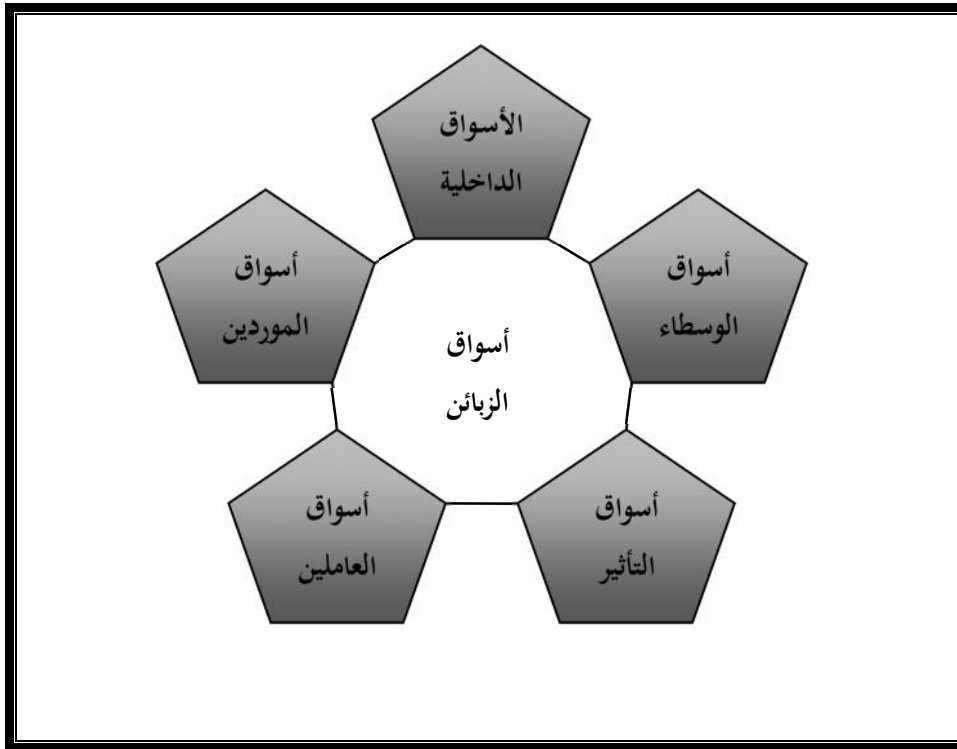 الأسواق
الداخلية
أسواق
الوسطاء
أسواق
الموردين
أسواق
الزبائن
أسواق
التأثير
أسواق
العاملين